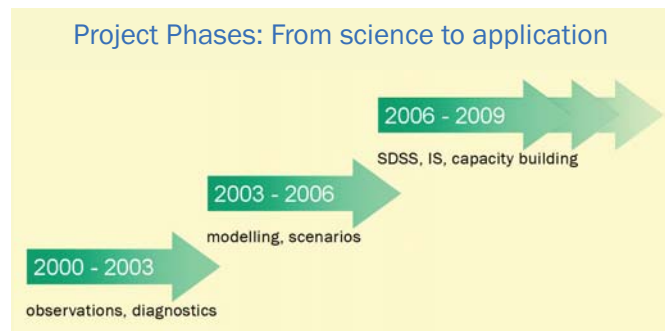 Project Phases: From science to application
2006 - 2009
SDSS, IS, capacity building
2003 - 2006
modelling, scenarios
2000 - 2003
observations, diagnostics